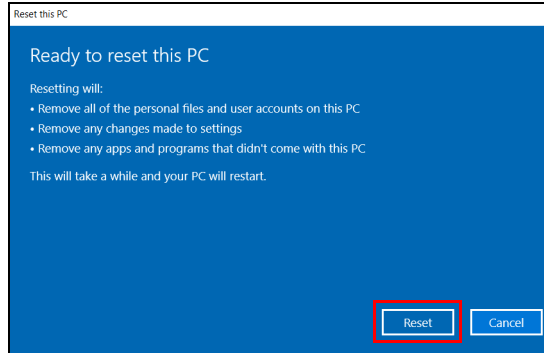 Reset this PC
Ready to reset this PC
Resetting will:
• Remove all of the personal files and user accounts on this PC
• Remove any changes made to settings
• Remove any apps and programs that didn't come with this PC
This will take a while and your PC will restart.
Reset Cancel